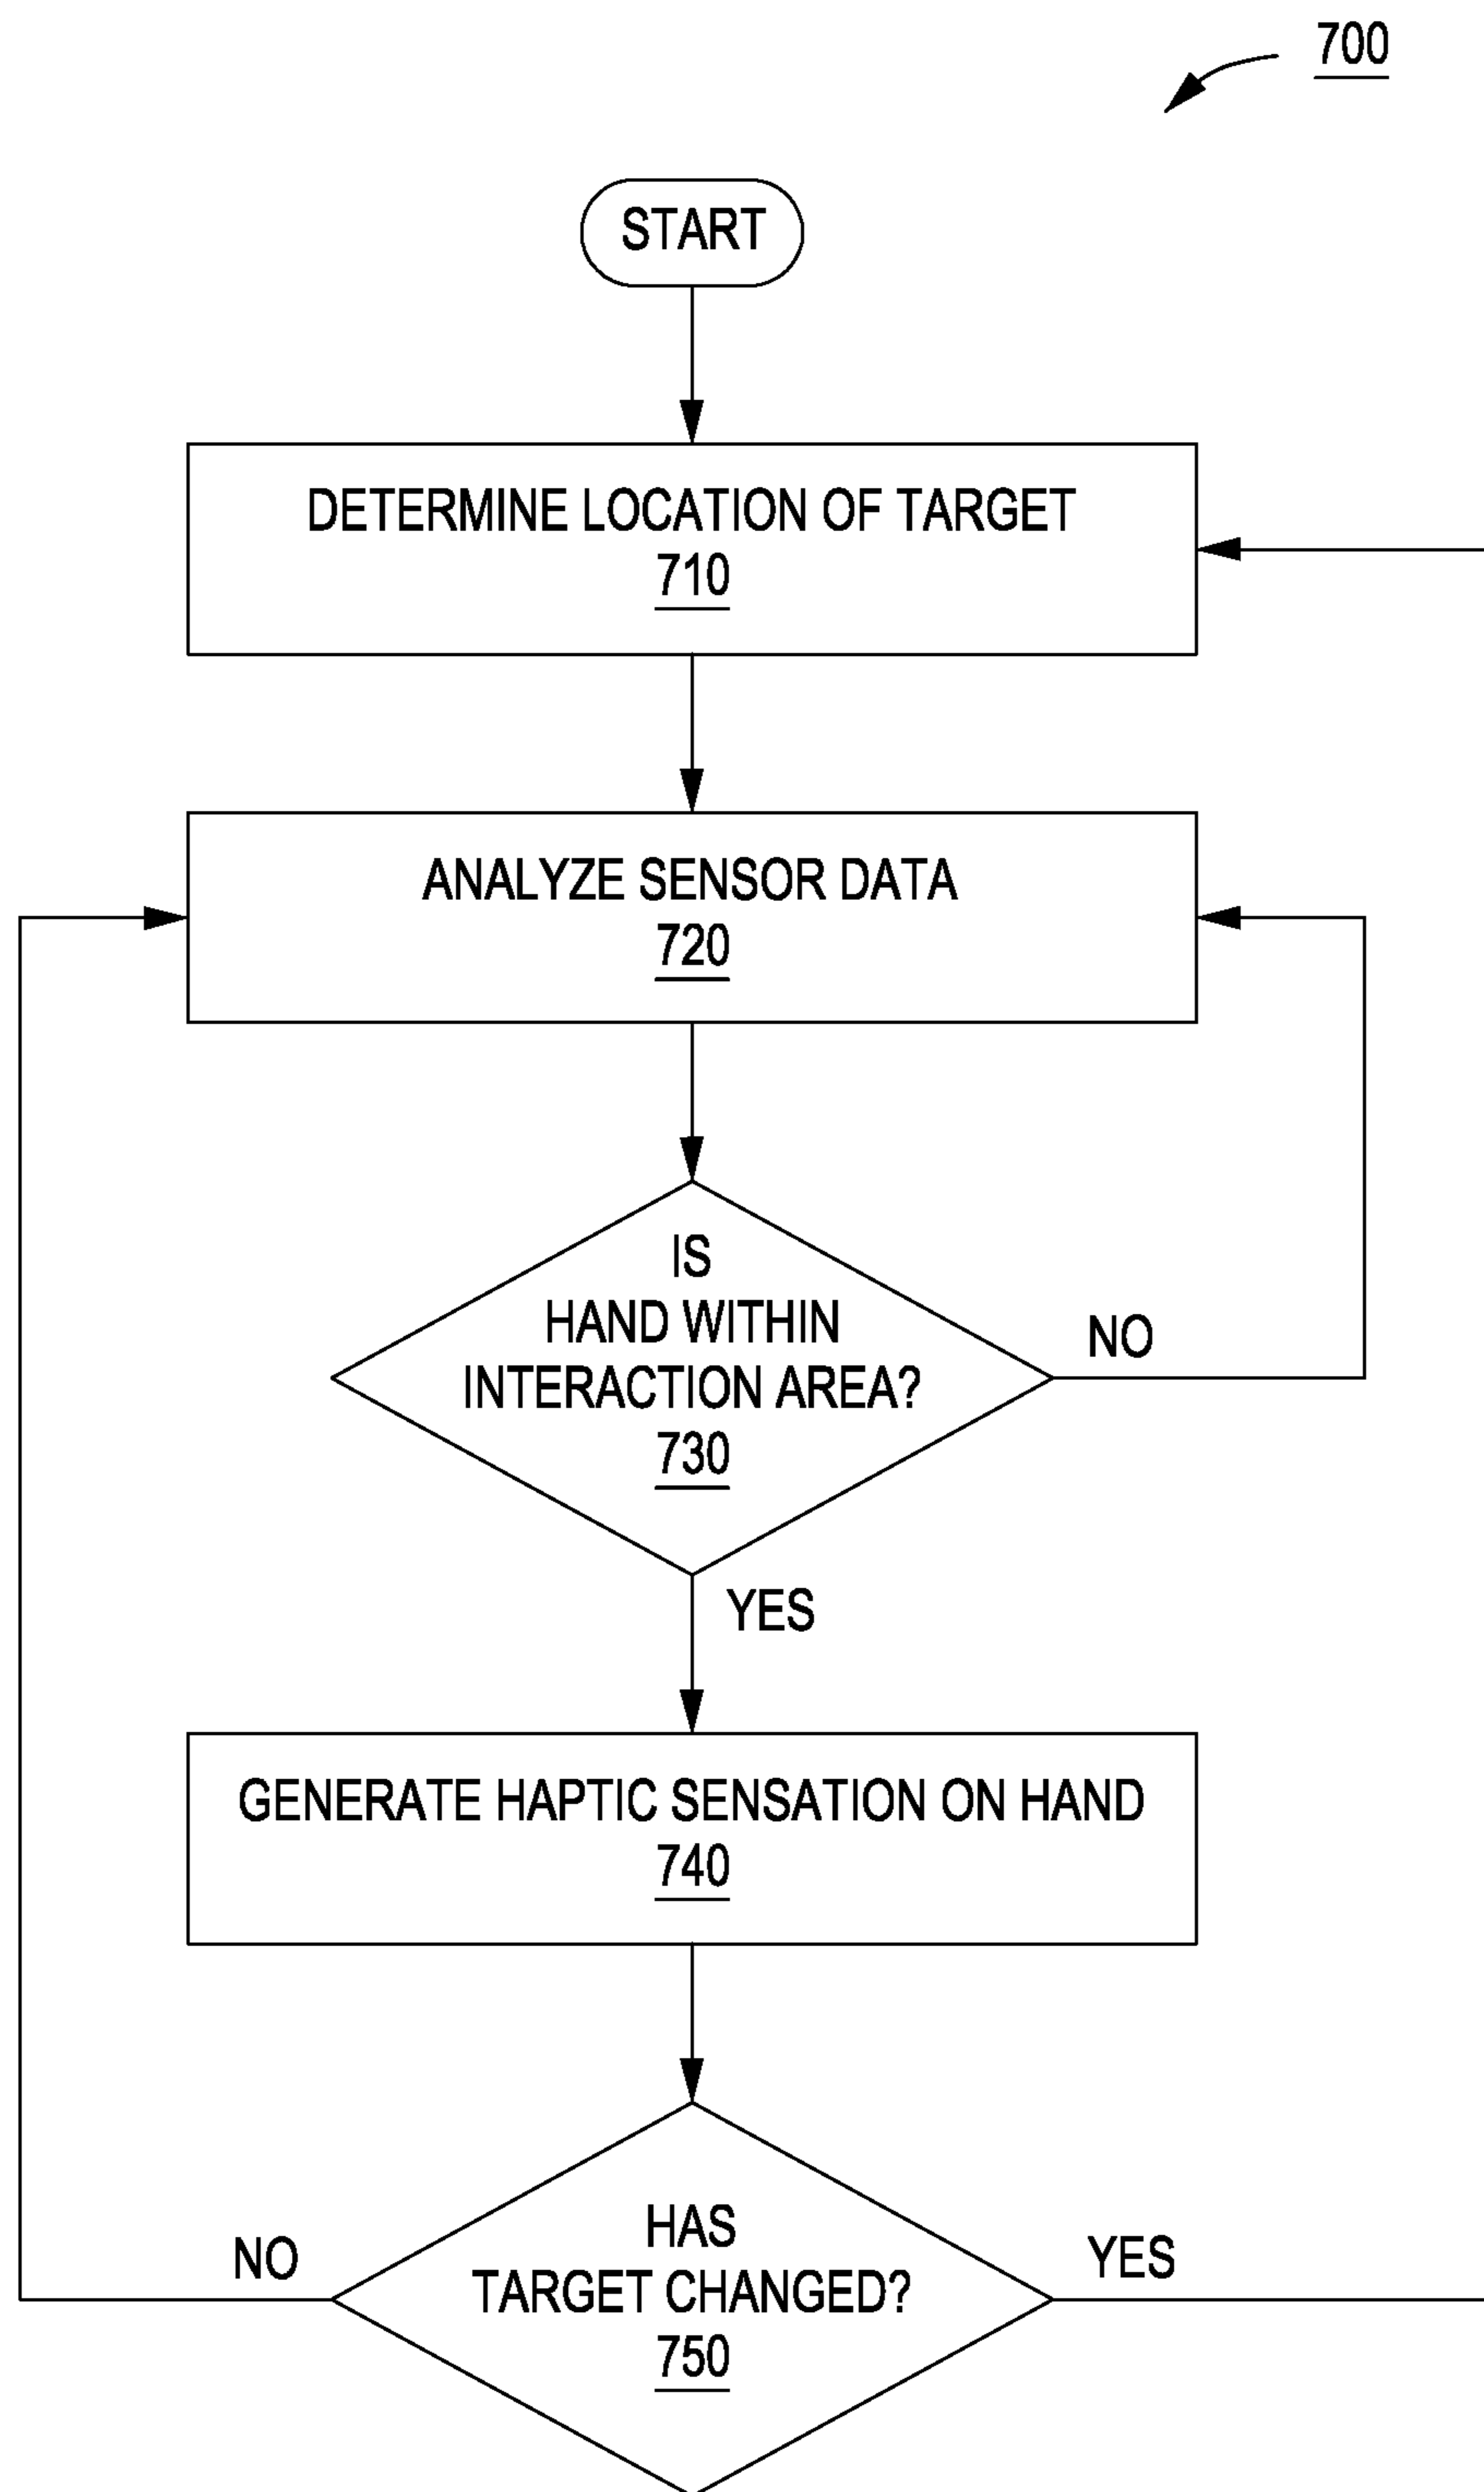 700
START
DETERMINE LOCATION OF TARGET
710
ANALYZE SENSOR DATA
720
IS
HAND WITHIN
INTERACTION AREA?
730
NO
YES
GENERATE HAPTIC SENSATION ON HAND
740
HAS
TARGET CHANGED?
750
NO
YES